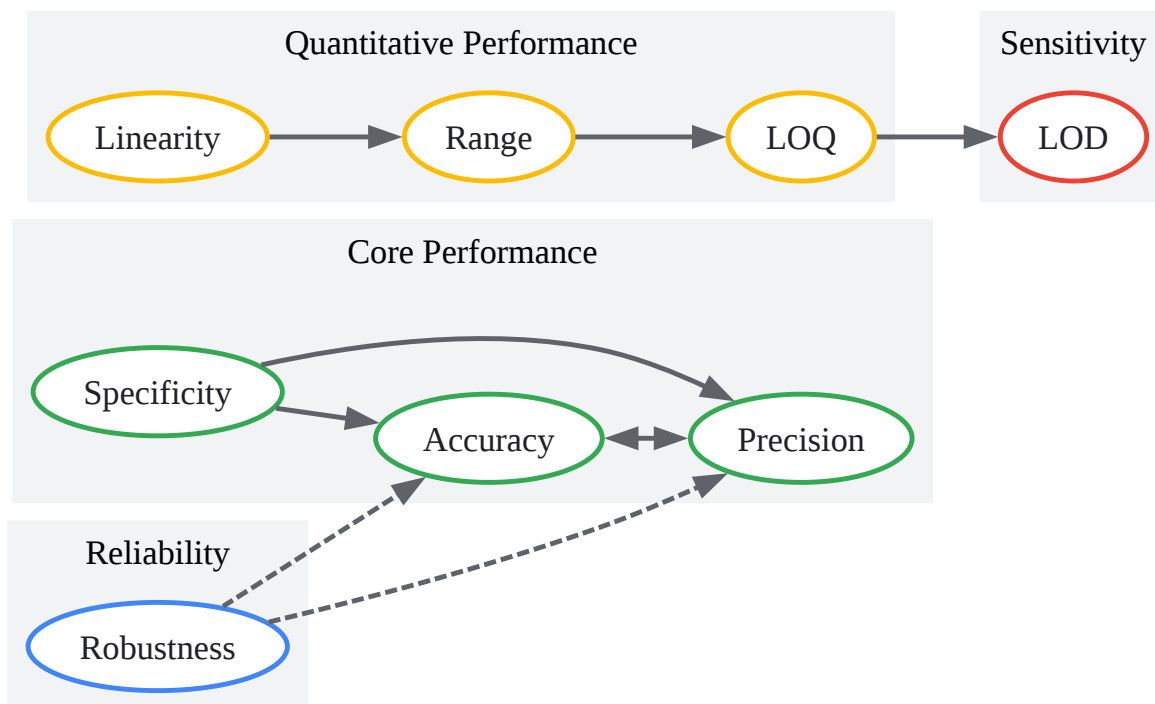 Quantitative Performance
Sensitivity
Linearity
Range
LOQ
LOD
Core Performance
Specificity
Accuracy
Precision
Reliability
Robustness